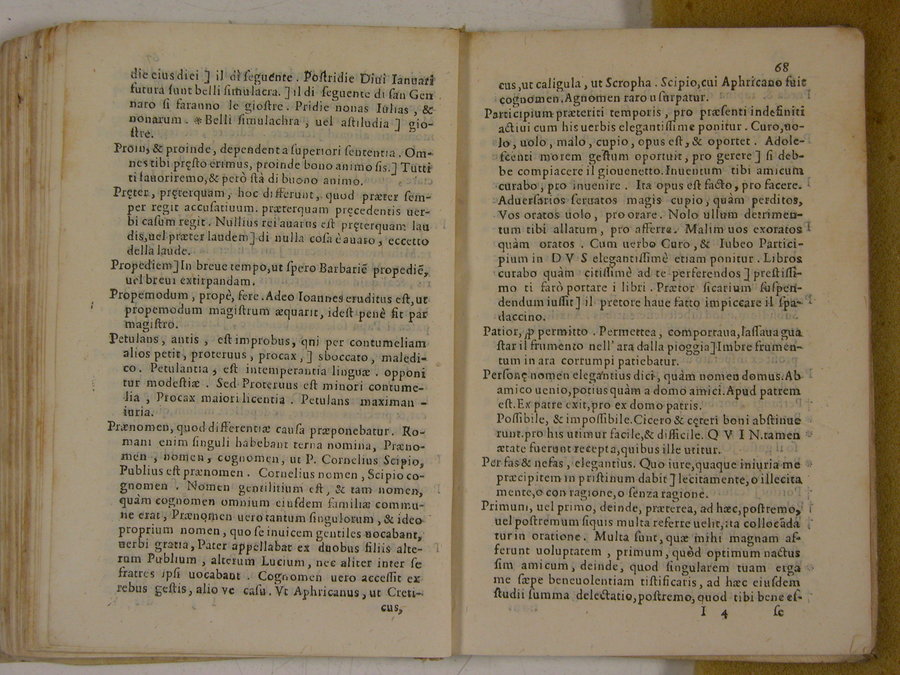 die eius diei ] il dì seguente . Postridie Diui Ianuarī
futura sunt belli simulacra. ] il dì seguente di san Gen
naro si faranno le giostre. Pridie nonas Iulias , &
nonarum . * Belli simulachra , uel astiludia ] gio-
stre.
Proin, & proinde, dependent a superiori sententia . Om-
nes tibi pręsto erimus, proinde bono animo sis.] Tutti
ti fauoriremo, & però stà di buono animo.
Pręter, pręterquam, hoc differunt, quod præter sem-
per regit accusatiuum. præterquam pręcedentis uer-
bi casum regit. Nullius rei auarus est pręterquam lau
dis, uel præter laudem ] di nulla cosa è auaro, eccetto
della laude.
Propediem ] In breue tempo, ut spero Barbariē propediē,
uel breui extirpandam.
Propemodum, propè, fere. Adeo Ioannes eruditus est, ut
propemodum magistrum æquarit, idest penè sit par
magistro.
Petulans, antis , est improbus, qni per contumeliam
alios petit, proteruus, procax, ] sboccato, maledi-
co. Petulantia , est intemperantia linguæ . opponi
tur modestiæ . Sed Proteruus est minori contume-
lia , Procax maiori licentia . Petulans maximan -
iuria.
Prænomen, quod differentiæ causa præponebatur. Ro-
mani enim singuli habebant terna nomina, Præno-
men , nomen, cognomen, ut P. Cornelius Scipio,
Publius est prænomen . Cornelius nomen, Scipio co-
gnomen . Nomen gentilitium est, & tam nomen,
quàm cognomen omnium eiusdem familiæ commu-
ne erat, Prænomen uero tantum singulorum, & ideo
proprium nomen, quo se inuicem gentiles uocabant,
uerbi gratia, Pater appellabat ex duobus filiis alte-
rum Publium , alterum Lucium, nec aliter inter se
fratres ipsi uocabant . Cognomen uero accessit ex
rebus gestis, alio ve casu. Vt Aphricanus, ut Creti-
cus,
68
cus, ut caligula, ut Scropha . Scipio, cui Aphricano fuit
cognomen. Agnomen raro usurpatur.
Participium præteriti temporis, pro præsenti indefiniti
actiui cum his uerbis elegantissime ponitur. Curo, uo-
lo, uolo, malo, cupio, opus est, & oportet. Adole-
scenti morem gestum oportuit, pro gerere ] si deb-
be compiacere il giouenetto. Inuentum tibi amicum
curabo, pro inuenire . Ita opus est facto, pro facere.
Aduersarios seruatos magis cupio, quàm perditos,
Vos oratos uolo, pro orare. Nolo ullum detrimen-
tum tibi allatum, pro afferre. Malim uos exoratos
quàm oratos . Cum uerbo Curo, & Iubeo Partici-
pium in D V S elegantissimè etiam ponitur. Libros
curabo quàm citissimè ad te perferendos ] prestissi-
mo ti farò portare i libri. Prætor sicarium suspen-
dendum iussit ] il pretore haue fatto impiccare il spa-
daccino.
Patior, ꝓ permitto . Permettea, comportaua, lassaua gua
star il frumento nell' ara dalla pioggia ] Imbre frumen-
tum in ara corrumpi patiebatur.
Personę nomen elegantius dici, quàm nomen domus. Ab
amico uenio, potius quàm a domo amici. Apud patrem
est. Ex patre exit, pro ex domo patris.
Possibile, & impossibile. Cicero & cęteri boni abstinue
runt. pro his utimur facile, & difficile. Q V I N. tamen
ætate fuerunt recepta, quibus ille utitur.
Per fas & nefas, elegantius. Quo iure, quaque iniuria me
præcipitem in pristinum dabit ] lecitamente, o illecita
mente, o con ragione, o senza ragione.
Primum, uel primo, deinde, præterea, ad hæc, postremo,
uel postremum siquis multa referre uelit, ita collocāda
tur in oratione. Multa sunt, quæ mihi magnam af-
ferunt uoluptatem , primum, quòd optimum nactus
sim amicum, deinde, quod singularem tuam erga
me sæpe beneuolentiam tistificaris, ad hæc eiusdem
studii summa delectatio, postremo, quod tibi bene es-
I 4 se